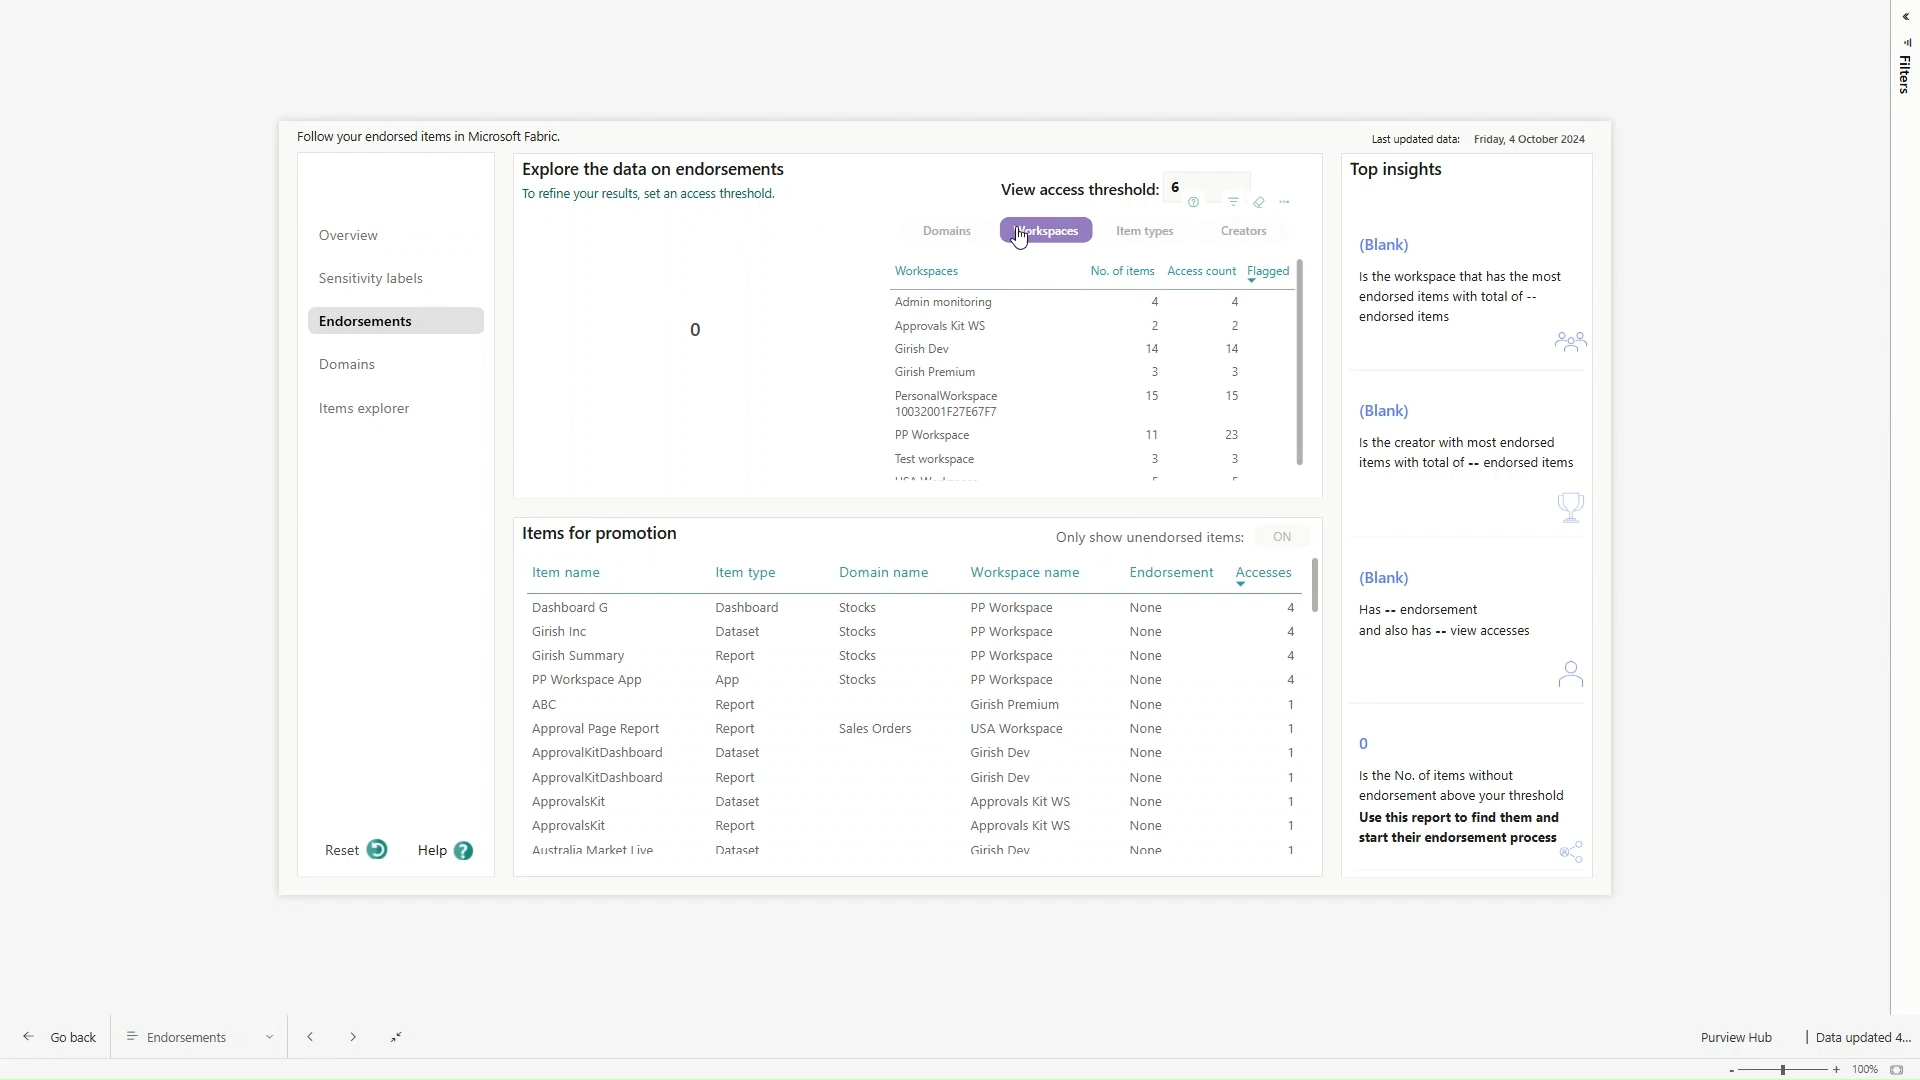 Filters
Follow your endorsed items in Microsoft Fabric.
Last updated data: Friday, 4 October 2024
Overview
Sensitivity labels
Endorsements
Domains
Items explorer
Reset
Help
Explore the data on endorsements
To refine your results, set an access threshold.
View access threshold: 6
Domains Workspaces Item types Creators
0
Workspaces No. of items Access count Flagged
Admin monitoring 4 4
Approvals Kit WS 2 2
Girish Dev 14 14
Girish Premium 3 3
PersonalWorkspace 15 15
10032001F27E67F7
PP Workspace 11 23
Test workspace 3 3
USA Workspace 5 5
Items for promotion
Only show unendorsed items: ON
Item name Item type Domain name Workspace name Endorsement Accesses
Dashboard G Dashboard Stocks PP Workspace None 4
Girish Inc Dataset Stocks PP Workspace None 4
Girish Summary Report Stocks PP Workspace None 4
PP Workspace App App Stocks PP Workspace None 4
ABC Report Girish Premium None 1
Approval Page Report Report Sales Orders USA Workspace None 1
ApprovalKitDashboard Dataset Girish Dev None 1
ApprovalKitDashboard Report Girish Dev None 1
ApprovalsKit Dataset Approvals Kit WS None 1
ApprovalsKit Report Approvals Kit WS None 1
Australia Market Live Dataset Girish Dev None 1
Top insights
(Blank)
Is the workspace that has the most
endorsed items with total of --
endorsed items
(Blank)
Is the creator with most endorsed
items with total of -- endorsed items
(Blank)
Has -- endorsement
and also has -- view accesses
0
Is the No. of items without
endorsement above your threshold
Use this report to find them and
start their endorsement process
Go back
Endorsements
Purview Hub | Data updated 4...
- + 100%